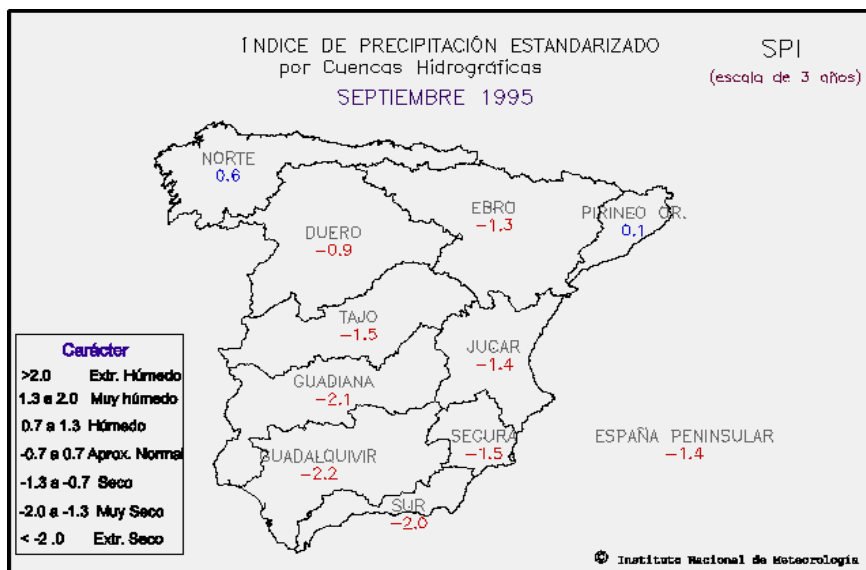 ÍNDICE DE PRECIPITACIÓN ESTANDARIZADO
por Cuencas Hidrográficas
SEPTIEMBRE 1995
SPI
(escala de 3 años)
NORTE
0.6
DUERO
-0.9
EBRO
-1.3
PIRINEO OR.
0.1
TAJO
-1.5
JUCAR
-1.4
GUADIANA
-2.1
GUADALQUIVIR
-2.2
SEGURA
-1.5
SUR
-2.0
ESPAÑA PENINSULAR
-1.4
Carácter
>2.0 Extr. Húmedo
1.3 a 2.0 Muy húmedo
0.7 a 1.3 Húmedo
-0.7 a 0.7 Aprox. Normal
-1.3 a -0.7 Seco
-2.0 a -1.3 Muy Seco
< -2.0 Extr. Seco
© Instituto Nacional de Meteorología